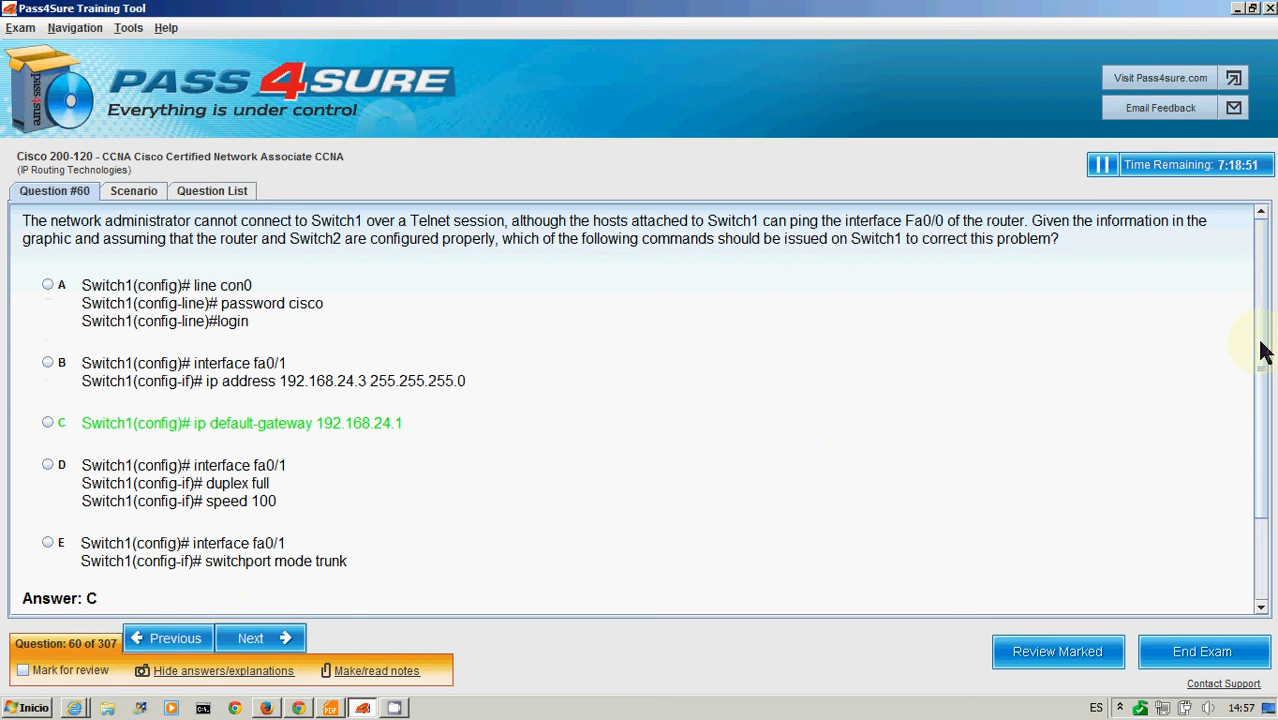 Pass4Sure Training Tool
Exam Navigation Tools Help
PASS 4 SURE
Everything is under control
pass4sure
Visit Pass4sure.com
Email Feedback
Cisco 200-120 - CCNA Cisco Certified Network Associate CCNA
(IP Routing Technologies)
Time Remaining: 7:18:51
Question #60 Scenario Question List
The network administrator cannot connect to Switch1 over a Telnet session, although the hosts attached to Switch1 can ping the interface Fa0/0 of the router. Given the information in the
graphic and assuming that the router and Switch2 are configured properly, which of the following commands should be issued on Switch1 to correct this problem?
A Switch1(config)# line con0
Switch1(config-line)# password cisco
Switch1(config-line)#login
B Switch1(config)# interface fa0/1
Switch1(config-if)# ip address 192.168.24.3 255.255.255.0
C Switch1(config)# ip default-gateway 192.168.24.1
D Switch1(config)# interface fa0/1
Switch1(config-if)# duplex full
Switch1(config-if)# speed 100
E Switch1(config)# interface fa0/1
Switch1(config-if)# switchport mode trunk
Answer: C
Question: 60 of 307
Previous Next
Mark for review Hide answers/explanations Make/read notes
Review Marked End Exam
Contact Support
Inicio
ES 14:57